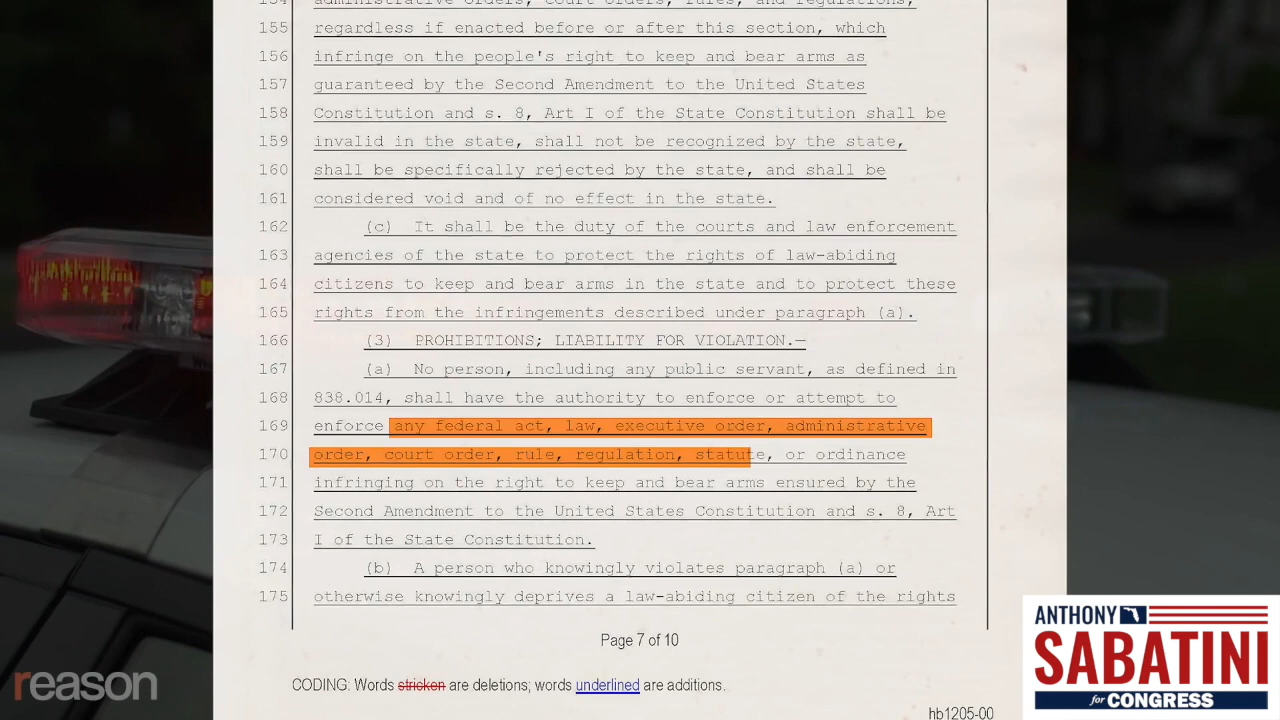 154 administrative orders, court orders, rules, and regulations,
155 regardless if enacted before or after this section, which
156 infringe on the people's right to keep and bear arms as
157 guaranteed by the Second Amendment to the United States
158 Constitution and s. 8, Art I of the State Constitution shall be
159 invalid in the state, shall not be recognized by the state,
160 shall be specifically rejected by the state, and shall be
161 considered void and of no effect in the state.
162 (c) It shall be the duty of the courts and law enforcement
163 agencies of the state to protect the rights of law-abiding
164 citizens to keep and bear arms in the state and to protect these
165 rights from the infringements described under paragraph (a).
166 (3) PROHIBITIONS; LIABILITY FOR VIOLATION.—
167 (a) No person, including any public servant, as defined in
168 838.014, shall have the authority to enforce or attempt to
169 enforce any federal act, law, executive order, administrative
170 order, court order, rule, regulation, statute, or ordinance
171 infringing on the right to keep and bear arms ensured by the
172 Second Amendment to the United States Constitution and s. 8, Art
173 I of the State Constitution.
174 (b) A person who knowingly violates paragraph (a) or
175 otherwise knowingly deprives a law-abiding citizen of the rights
Page 7 of 10
CODING: Words stricken are deletions; words underlined are additions.
hb1205-00
reason
ANTHONY
SABATINI
for CONGRESS